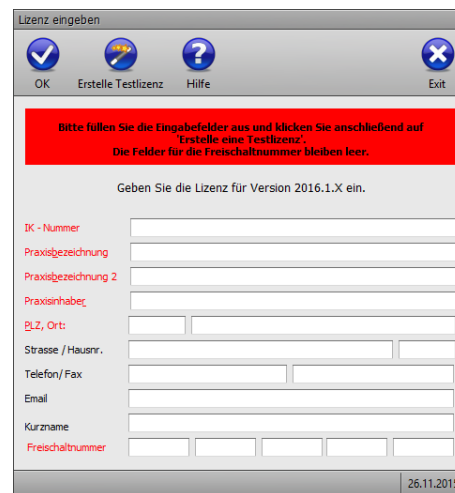 Lizenz eingeben
OK Erstelle Testlizenz Hilfe Exit
Bitte füllen Sie die Eingabefelder aus und klicken Sie anschließend auf
'Erstelle eine Testlizenz'.
Die Felder für die Freischaltnummer bleiben leer.
Geben Sie die Lizenz für Version 2016.1.X ein.
IK - Nummer
Praxisbezeichnung
Praxisbezeichnung 2
Praxisinhaber
PLZ, Ort:
Strasse / Hausnr.
Telefon/ Fax
Email
Kurzname
Freischaltnummer
26.11.2015